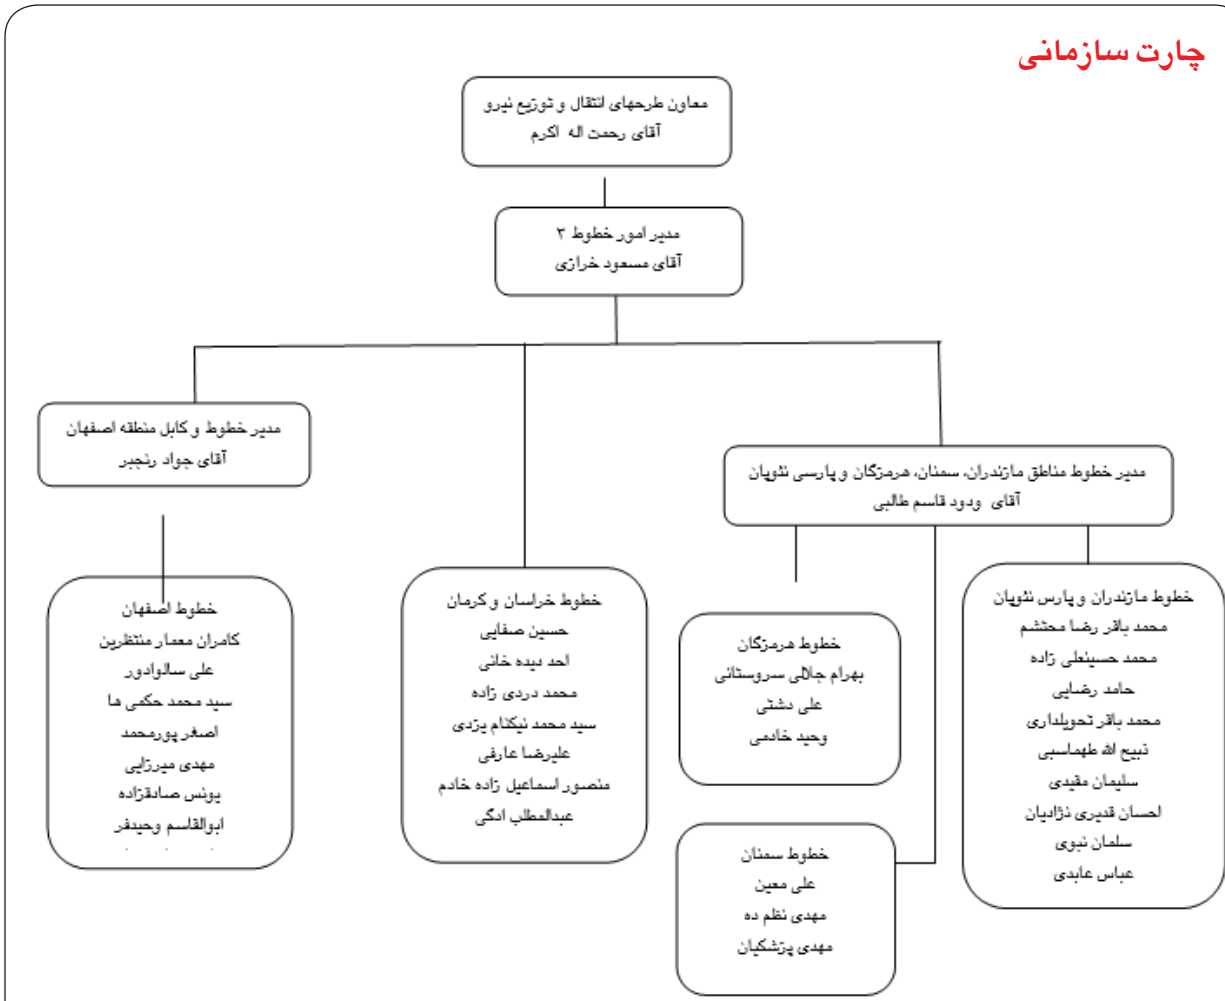 چارت سازمانی
معاون طرحهای انتقال و توزیع نیرو
آقای رحمت اله اکرم
مدیر امور خطوط ۳
آقای مسعود خرازی
مدیر خطوط مناطق مازندران، سمنان، هرمزگان و پارسی نئوپان
آقای ودود قاسم طالبی
مدیر خطوط و کابل منطقه اصفهان
آقای جواد رنجبر
خطوط مازندران و پارس نئوپان
محمد باقر رضا محتشم
محمد حسینعلی زاده
حامد رضایی
محمد باقر تحویلداری
ذبیح الله طهماسبی
سلیمان مقیدی
احسان قدیری نژادیان
سلمان نبوی
عباس عابدی
خطوط هرمزگان
بهرام جلالی سروستانی
علی دشتی
وحید خادمی
خطوط سمنان
علی معین
مهدی نظم ده
مهدی پزشکیان
خطوط خراسان و کرمان
حسین صفایی
احد دیده خانی
محمد دردی زاده
سید محمد نیکنام یزدی
علیرضا عارفی
منصور اسماعیل زاده خادم
عبدالمطلب ادگی
خطوط اصفهان
کامران معمار منتظرین
علی سالوادور
سید محمد حکمی ها
اصغر پورمحمد
مهدی میرزایی
یونس صادقزاده
ابوالقاسم وحیدفر